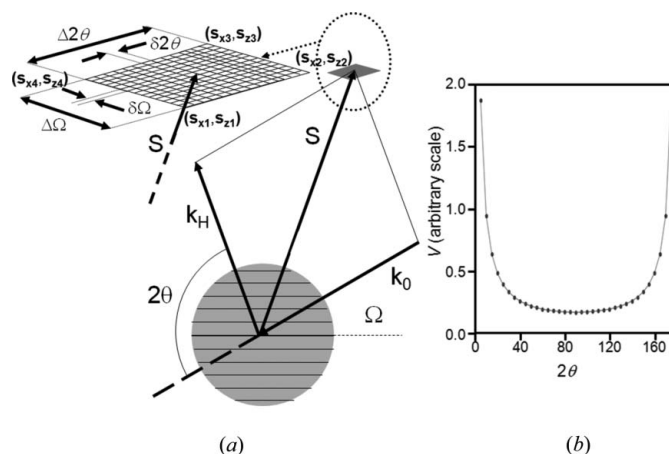 Δ2θ
δ2θ
(s_x3,s_z3)
(s_x4,s_z4)
(s_x2,s_z2)
δΩ
(s_x1,s_z1)
ΔΩ
S
S
k_H
k_0
2θ
Ω
(a)
2.0
1.5
1.0
0.5
0.0
V (arbitrary scale)
0 40 80 120 160
2θ
(b)